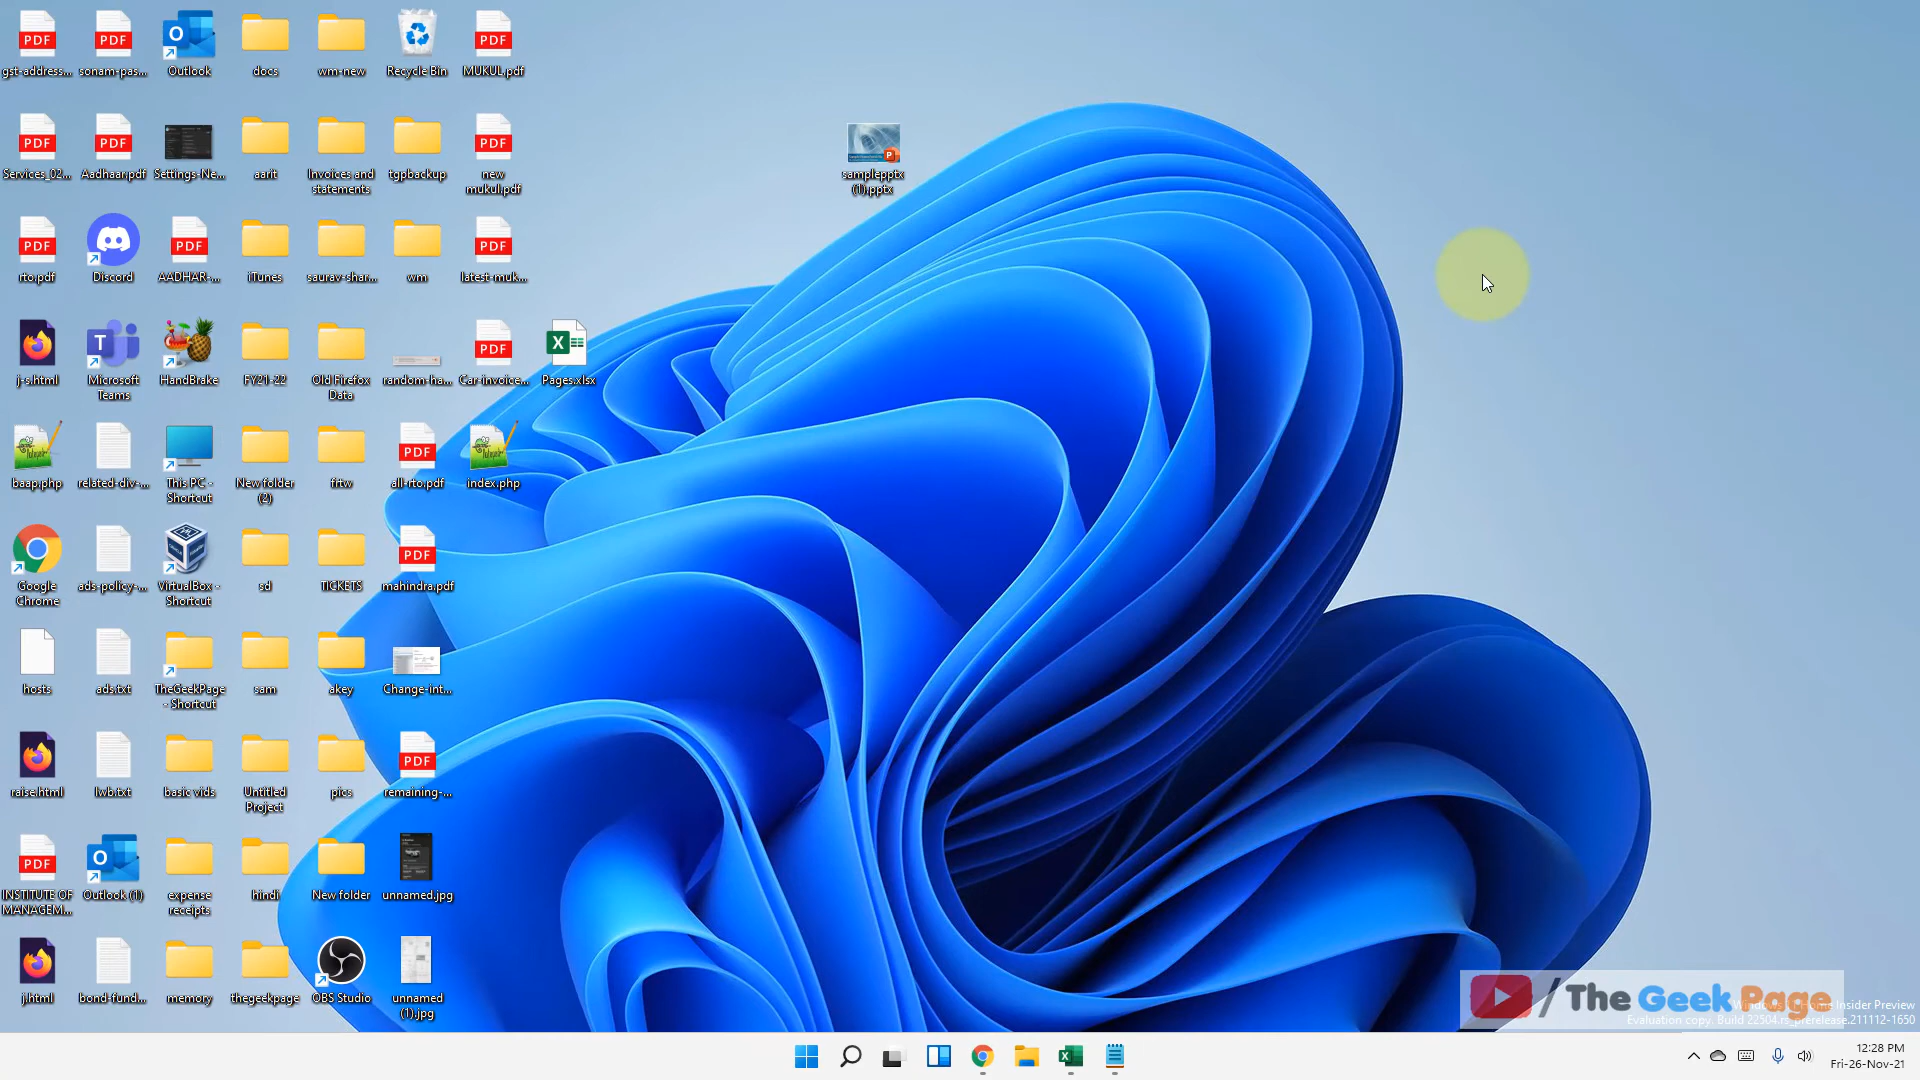 gst-address...
sonam-pas...
Outlook
docs
wm-new
Recycle Bin
MUKUL.pdf
Services_02...
Aadhaar.pdf
Settings-Ne...
aarit
Invoices and
statements
tgpbackup
new
mukul.pdf
samplepptx
(1).pptx
rto.pdf
Discord
AADHAR-...
iTunes
saurav-shar...
wm
latest-muk...
j-s.html
Microsoft
Teams
HandBrake
FY21-22
Old Firefox
Data
random-ha...
Car-invoice...
Pages.xlsx
baap.php
related-div-...
This PC -
Shortcut
New folder
(2)
frtw
all-rto.pdf
index.php
Google
Chrome
ads-policy-...
VirtualBox -
Shortcut
sd
TICKETS
mahindra.pdf
hosts
ads.txt
TheGeekPage
- Shortcut
sam
akey
Change-int...
raise.html
lwb.txt
basic vids
Untitled
Project
pics
remaining-...
INSTITUTE OF
MANAGEM...
Outlook (1)
expense
receipts
hindi
New folder
unnamed.jpg
j.html
bond-fund...
memory
thegeekpage
OBS Studio
unnamed
(1).jpg
/ The Geek Page
Windows 11 Home Insider Preview
Evaluation copy. Build 22504.rs_prerelease.211112-1650
12:28 PM
Fri-26-Nov-21